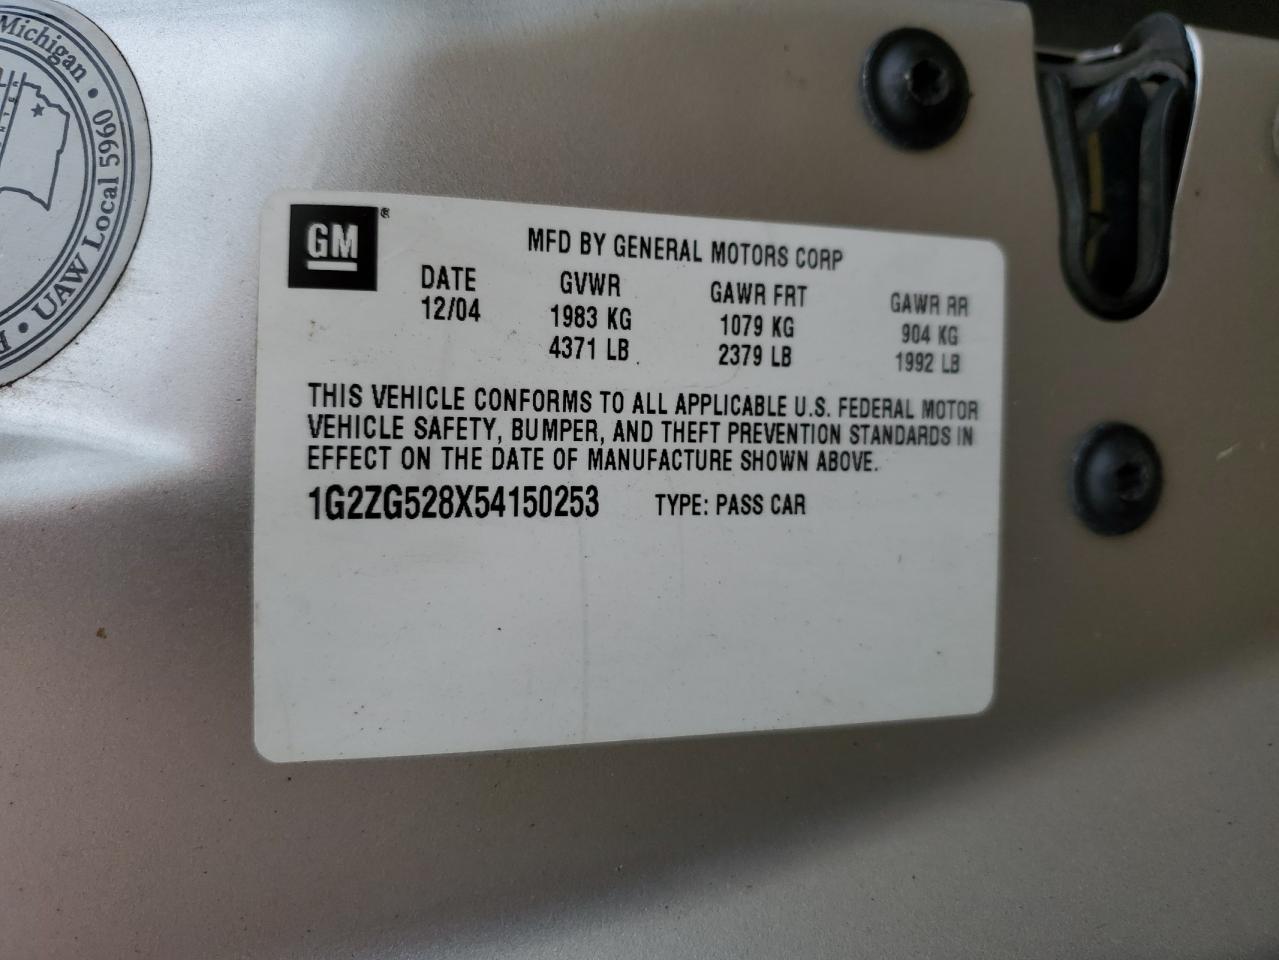 Michigan • UAW Local 5960 •
GM®
MFD BY GENERAL MOTORS CORP
DATE GVWR GAWR FRT GAWR RR
12/04 1983 KG 1079 KG 904 KG
4371 LB 2379 LB 1992 LB
THIS VEHICLE CONFORMS TO ALL APPLICABLE U.S. FEDERAL MOTOR
VEHICLE SAFETY, BUMPER, AND THEFT PREVENTION STANDARDS IN
EFFECT ON THE DATE OF MANUFACTURE SHOWN ABOVE.
1G2ZG528X54150253 TYPE: PASS CAR